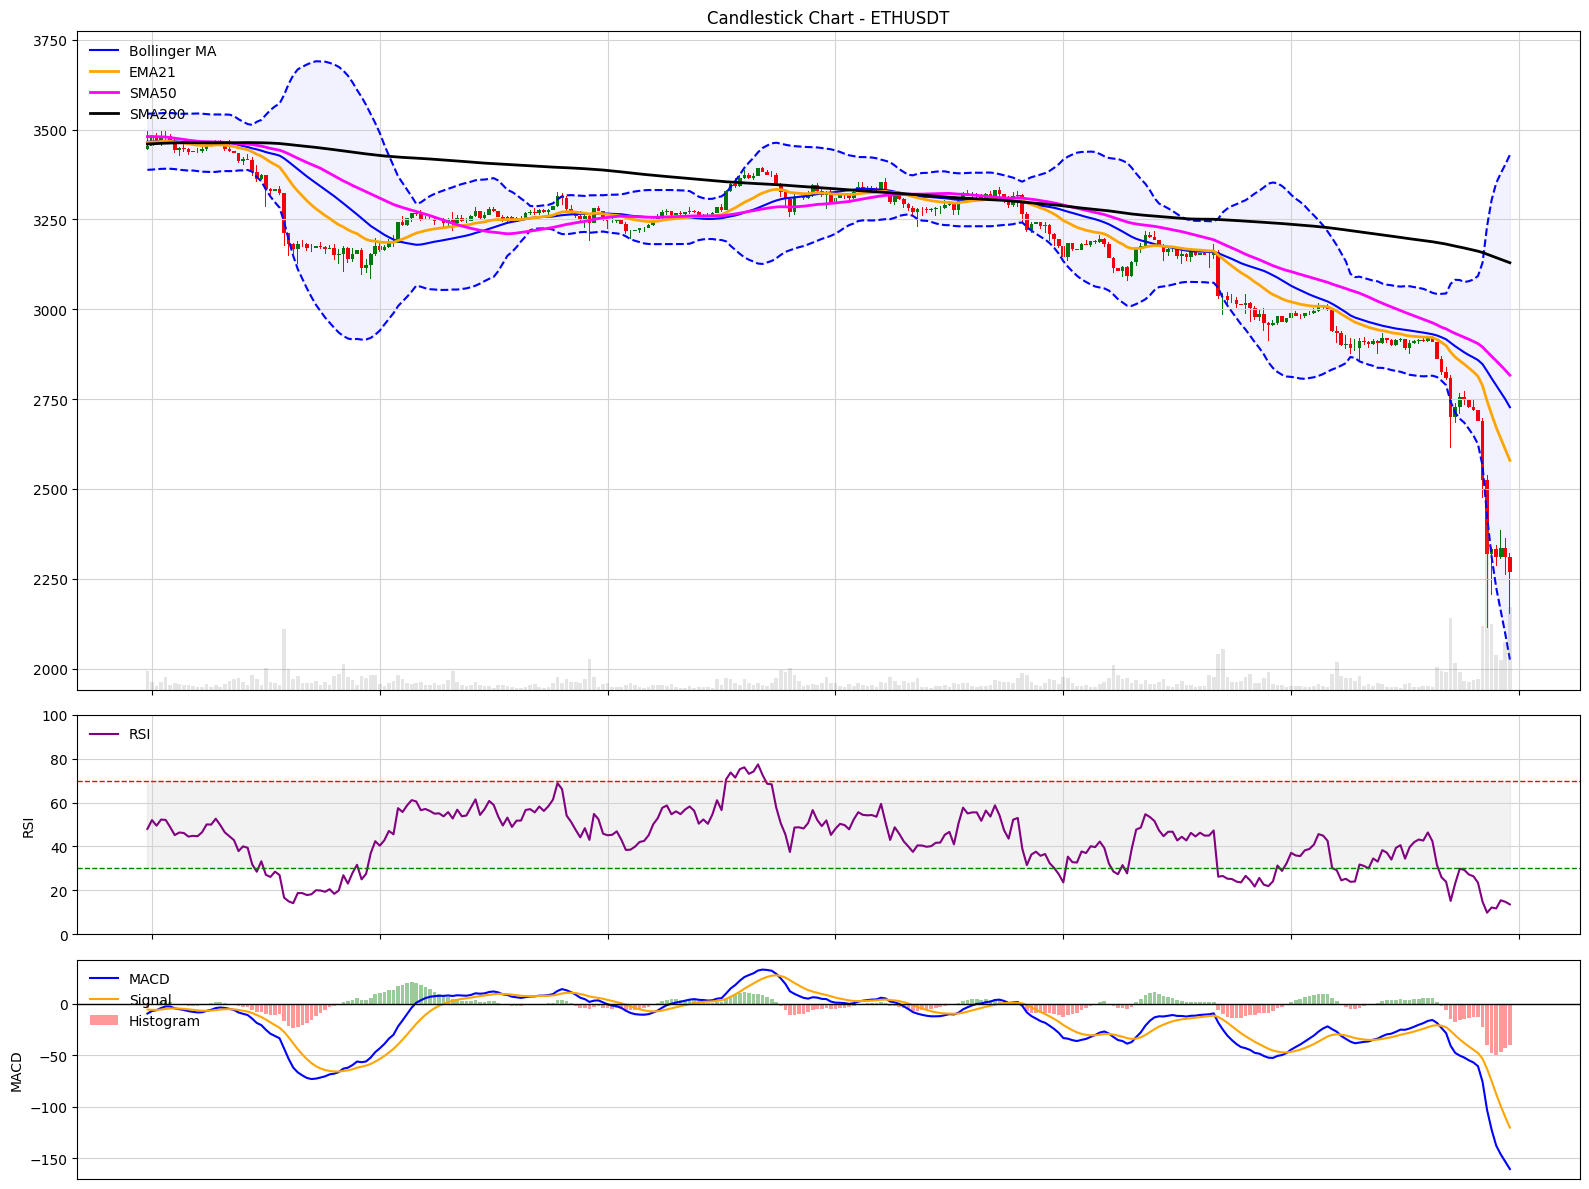 Candlestick Chart - ETHUSDT
3750
3500
3250
3000
2750
2500
2250
2000
Bollinger MA
EMA21
SMA50
SMA200
100
80
60
40
20
0
RSI
RSI
0
−50
−100
−150
MACD
MACD
Signal
Histogram